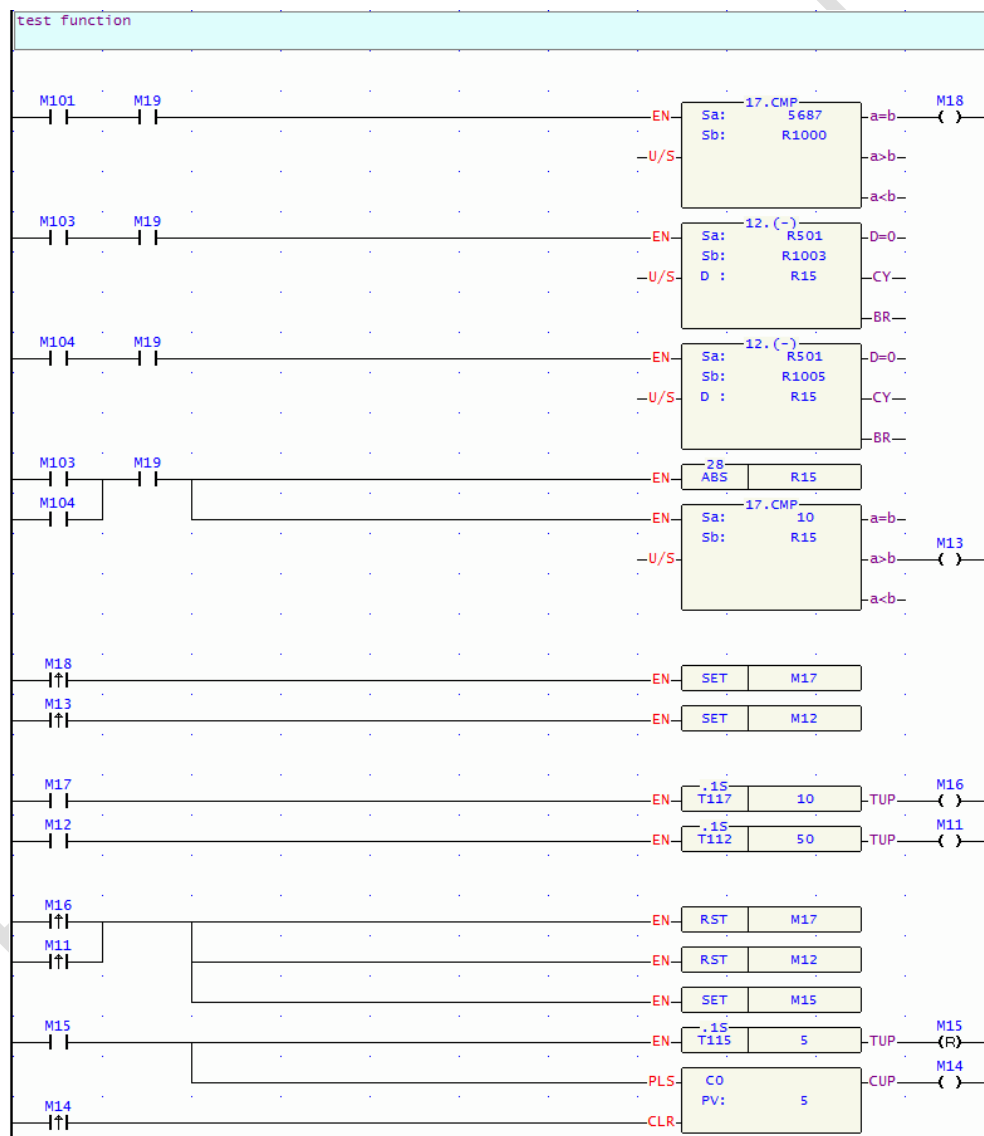 test function
M101 M19 17.CMP M18
EN Sa: 5687 a=b
Sb: R1000
U/S a>b
a<b
M103 M19 12.(-)
EN Sa: R501 D=0
Sb: R1003
U/S D : R15 CY
BR
M104 M19 12.(-)
EN Sa: R501 D=0
Sb: R1005
U/S D : R15 CY
BR
M103 M19 28
EN ABS R15
M104 17.CMP
EN Sa: 10 a=b
Sb: R15 M13
U/S a>b
a<b
M18
EN SET M17
M13
EN SET M12
M17 .1S M16
EN T117 10 TUP
M12 .1S M11
EN T112 50 TUP
M16
EN RST M17
M11
EN RST M12
EN SET M15
M15 .1S M15
EN T115 5 TUP R
M14
PLS C0 CUP
PV: 5
M14
CLR